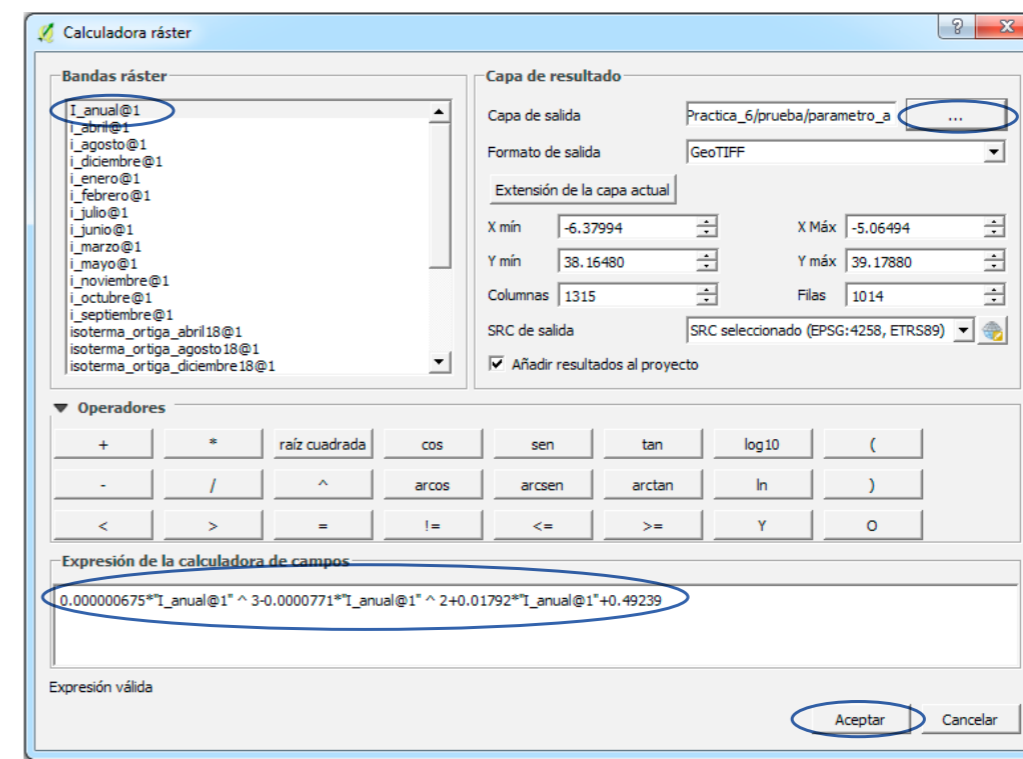 Calculadora ráster
Bandas ráster
I_anual@1
i_abril@1
i_agosto@1
i_diciembre@1
i_enero@1
i_febrero@1
i_julio@1
i_junio@1
i_marzo@1
i_mayo@1
i_noviembre@1
i_octubre@1
i_septiembre@1
isoterma_ortiga_abril18@1
isoterma_ortiga_agosto18@1
isoterma_ortiga_diciembre18@1
Capa de resultado
Capa de salida Practica_6/prueba/parametro_a ...
Formato de salida GeoTIFF
Extensión de la capa actual
X mín -6.37994 X Máx -5.06494
Y mín 38.16480 Y máx 39.17880
Columnas 1315 Filas 1014
SRC de salida SRC seleccionado (EPSG:4258, ETRS89)
Añadir resultados al proyecto
Operadores
+ * raíz cuadrada cos sen tan log10 (
- / ^ arcos arcsen arctan ln )
< > = != <= >= Y O
Expresión de la calculadora de campos
0.000000675*"I_anual@1" ^ 3-0.0000771*"I_anual@1" ^ 2+0.01792*"I_anual@1"+0.49239
Expresión válida
Aceptar Cancelar